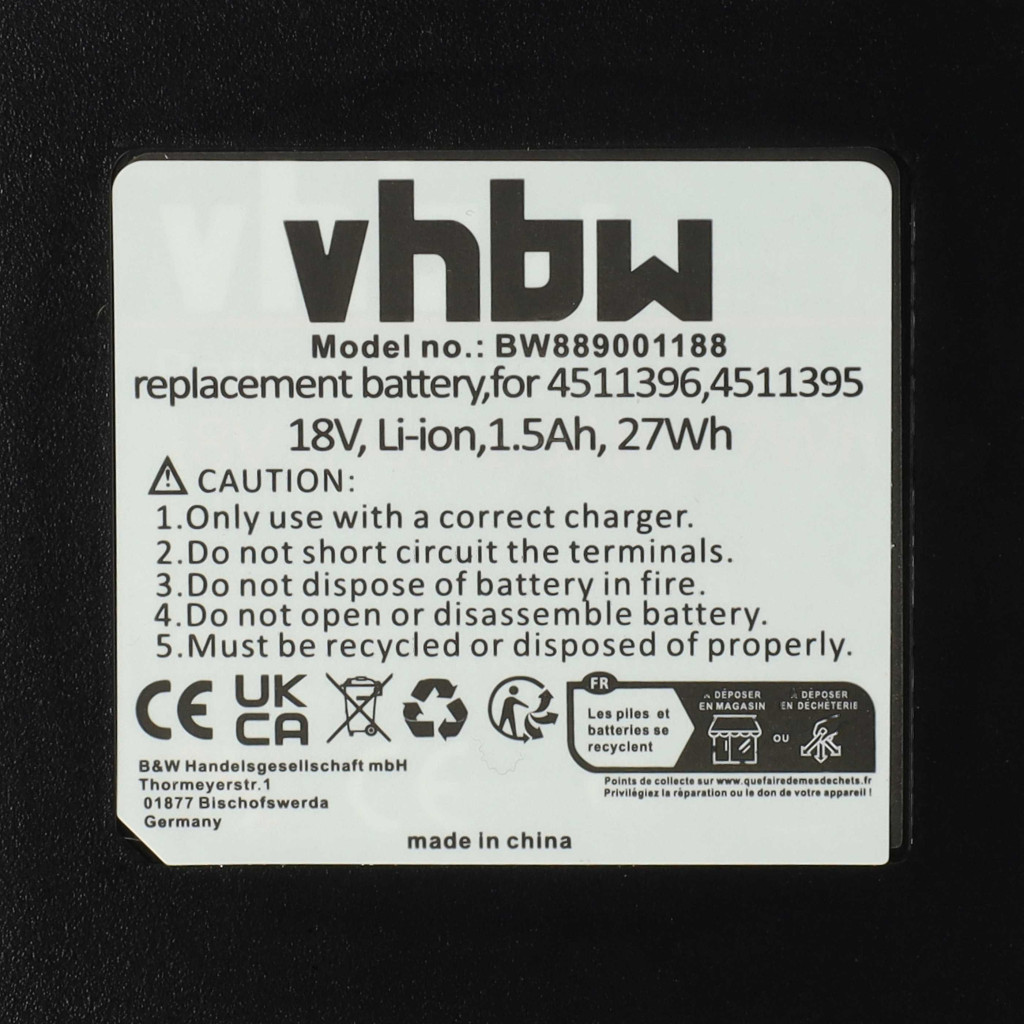 vhbw
Model no.: BW889001188
replacement battery,for 4511396,4511395
18V, Li-ion,1.5Ah, 27Wh
CAUTION:
1.Only use with a correct charger.
2.Do not short circuit the terminals.
3.Do not dispose of battery in fire.
4.Do not open or disassemble battery.
5.Must be recycled or disposed of properly.
CE UK
CA
FR
Les piles et
batteries se
recyclent
À DÉPOSER
EN MAGASIN
OU
À DÉPOSER
EN DÉCHÈTERIE
Points de collecte sur www.quefairedemesdechets.fr
Privilégiez la réparation ou le don de votre appareil !
B&W Handelsgesellschaft mbH
Thormeyerstr.1
01877 Bischofswerda
Germany
made in china